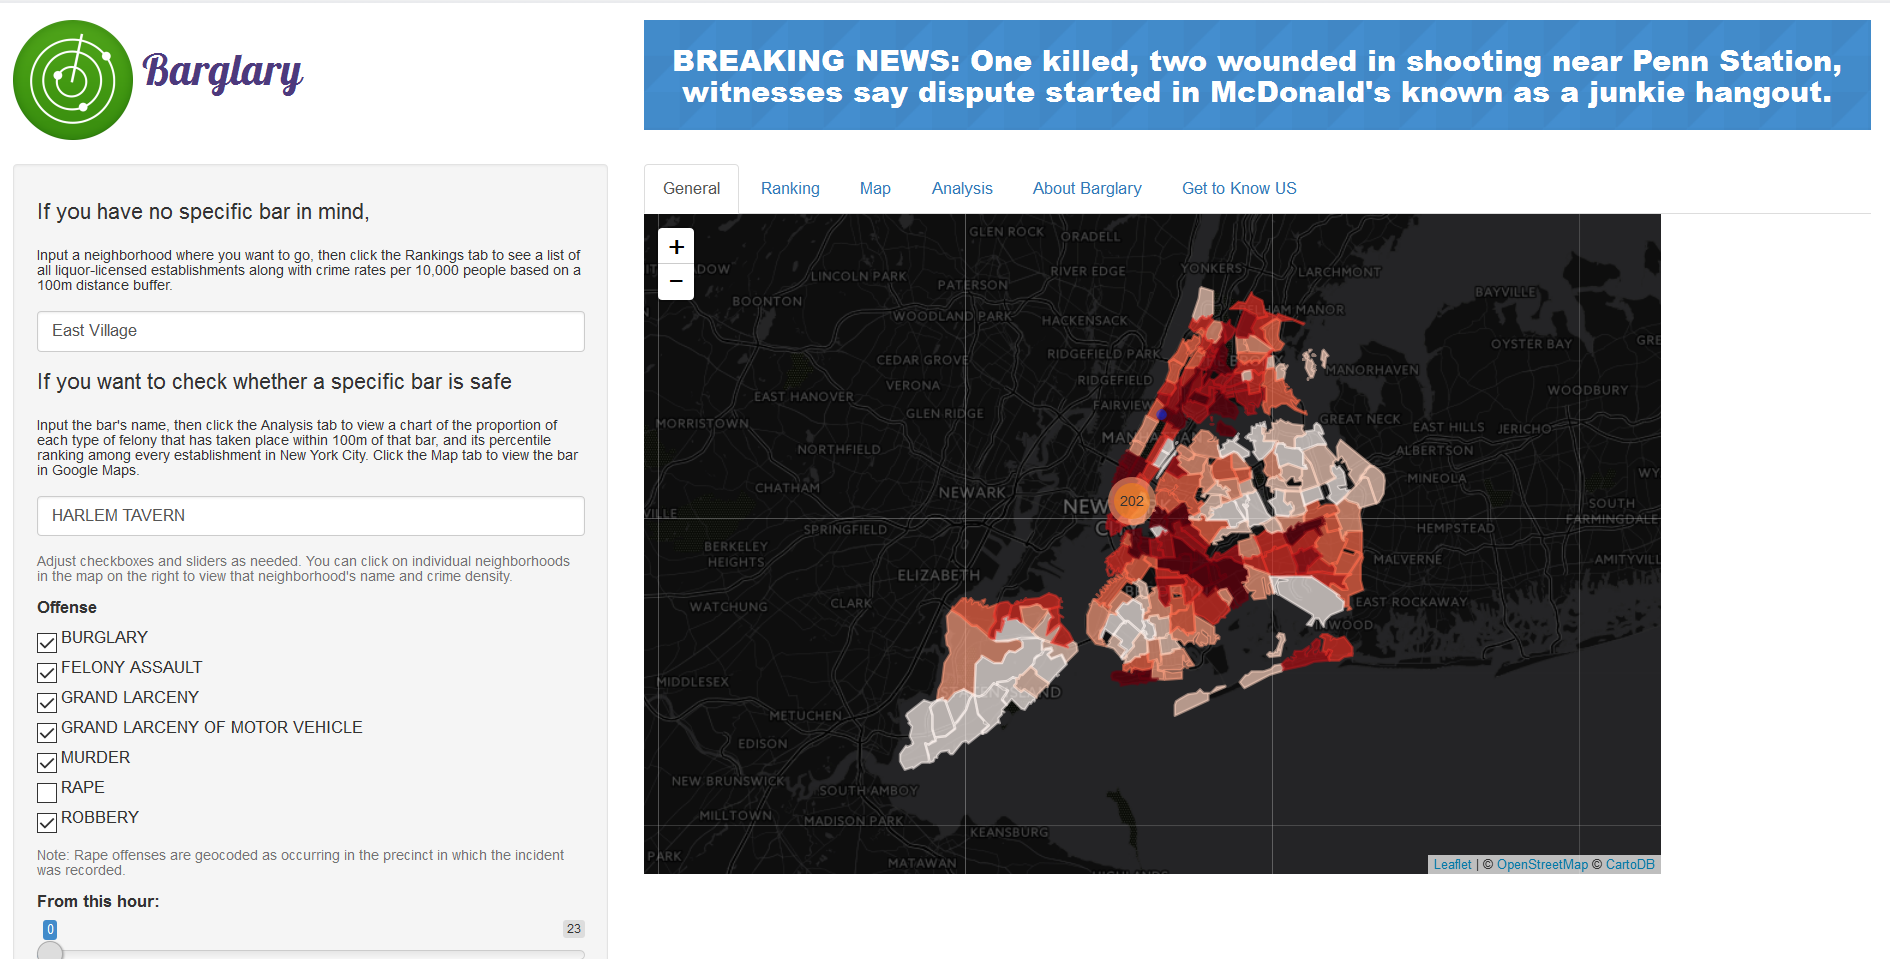 Barglary
BREAKING NEWS: One killed, two wounded in shooting near Penn Station,
witnesses say dispute started in McDonald's known as a junkie hangout.
If you have no specific bar in mind,
Input a neighborhood where you want to go, then click the Rankings tab to see a list of
all liquor-licensed establishments along with crime rates per 10,000 people based on a
100m distance buffer.
East Village
If you want to check whether a specific bar is safe
Input the bar's name, then click the Analysis tab to view a chart of the proportion of
each type of felony that has taken place within 100m of that bar, and its percentile
ranking among every establishment in New York City. Click the Map tab to view the bar
in Google Maps.
HARLEM TAVERN
Adjust checkboxes and sliders as needed. You can click on individual neighborhoods
in the map on the right to view that neighborhood's name and crime density.
Offense
BURGLARY
FELONY ASSAULT
GRAND LARCENY
GRAND LARCENY OF MOTOR VEHICLE
MURDER
RAPE
ROBBERY
Note: Rape offenses are geocoded as occurring in the precinct in which the incident
was recorded.
From this hour:
0
23
General
Ranking
Map
Analysis
About Barglary
Get to Know US
+
−
GLEN ROCK
ORADELL
LINCOLN PARK
RIVER EDGE
YONKERS
LARCHMONT
PATERSON
BOONTON
WOODLAND PARK
HACKENSACK
BAYVILLE
CEDAR GROVE
RIDGEFIELD PARK
OYSTER BAY
VERONA
RIDGEFIELD
MANORHAVEN
EAST HANOVER
WOODBURY
GLEN RIDGE
FAIRVIEW
GREAT NECK
MORRISTOWN
EAST HILLS
JERICHO
NORTHFIELD
ALBERTSON
CHATHAM
NEWARK
MINEOLA
202
SOUTH
FARMINGDALE
SPRINGFIELD
HEMPSTEAD
BERKELEY
HEIGHTS
MALVERNE
ELIZABETH
WATCHUNG
CLARK
EAST ROCKAWAY
MIDDLESEX
METUCHEN
EDISON
NEW BRUNSWICK
SOUTH AMBOY
MILLTOWN
MADISON PARK
KEANSBURG
PARK
MATAWAN
Leaflet | © OpenStreetMap © CartoDB